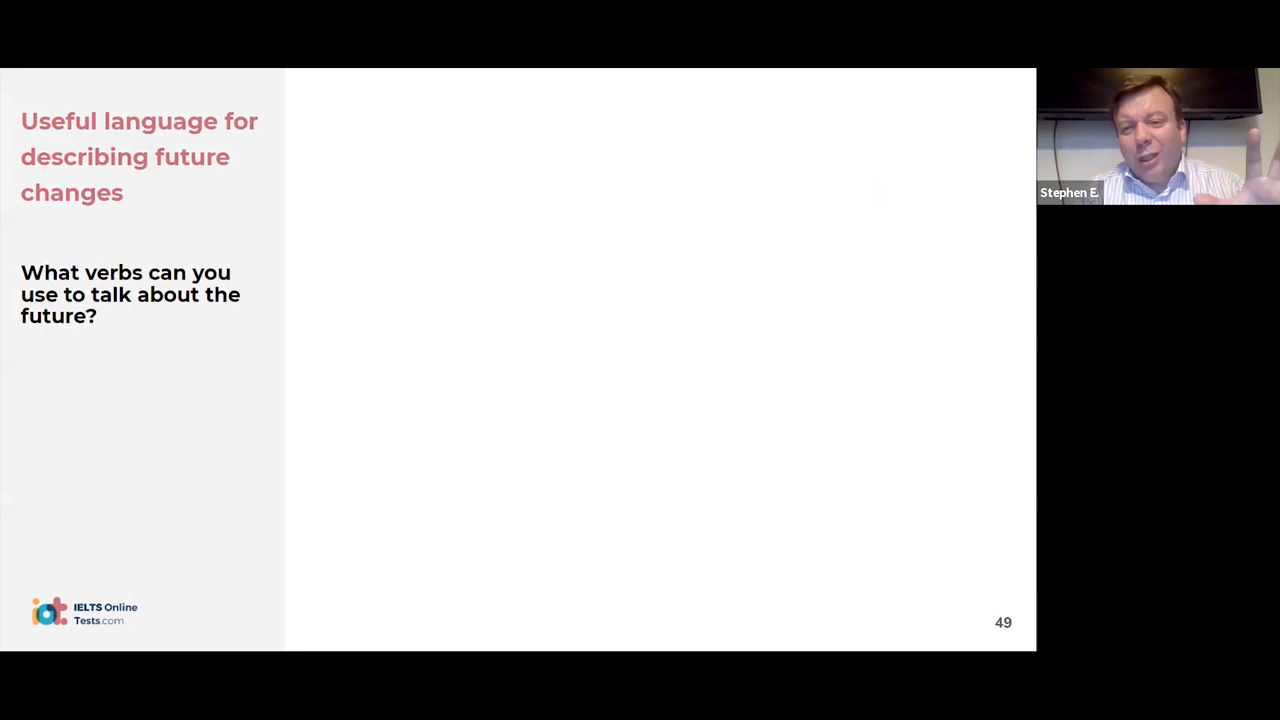 Useful language for
describing future
changes
What verbs can you
use to talk about the
future?
iot IELTS Online
Tests.com
49
Stephen E.